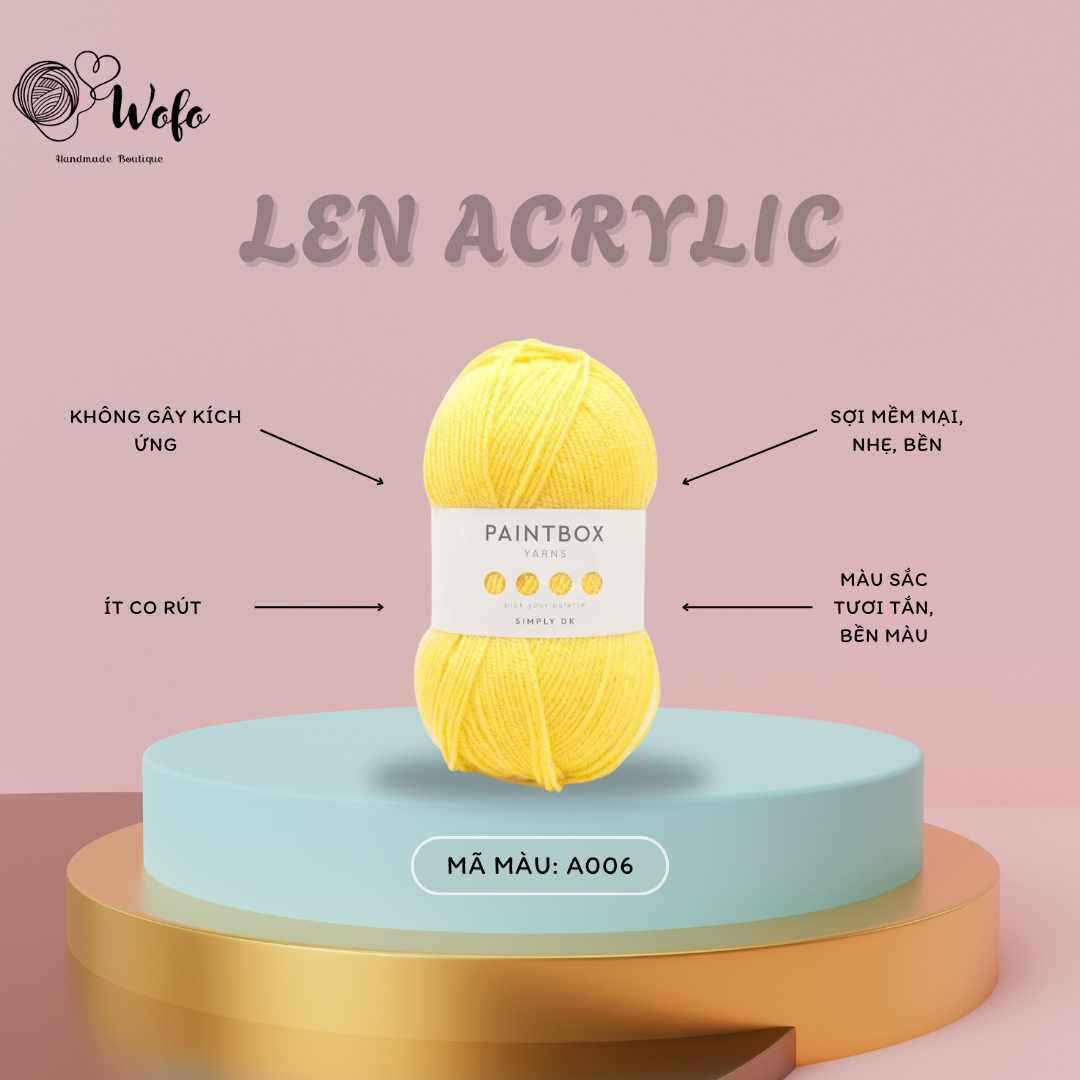 Wofo
Handmade Boutique
LEN ACRYLIC
KHÔNG GÂY KÍCH
ỨNG
SỢI MỀM MẠI,
NHẸ, BỀN
PAINTBOX
YARNS
pick your palette
SIMPLY DK
ÍT CO RÚT
MÀU SẮC
TƯƠI TẮN,
BỀN MÀU
MÃ MÀU: A006